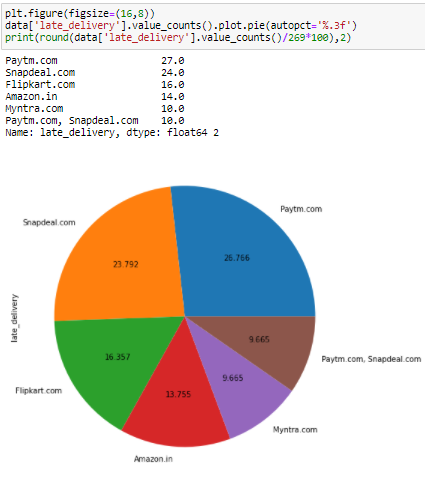 plt.figure(figsize=(16,8))
data['late_delivery'].value_counts().plot.pie(autopct='%.3f')
print(round(data['late_delivery'].value_counts()/269*100),2)
Paytm.com 27.0
Snapdeal.com 24.0
Flipkart.com 16.0
Amazon.in 14.0
Myntra.com 10.0
Paytm.com, Snapdeal.com 10.0
Name: late_delivery, dtype: float64 2
Paytm.com
Snapdeal.com
26.766
23.792
late_delivery
9.665
16.357
Paytm.com, Snapdeal.com
9.665
Flipkart.com
13.755
Myntra.com
Amazon.in